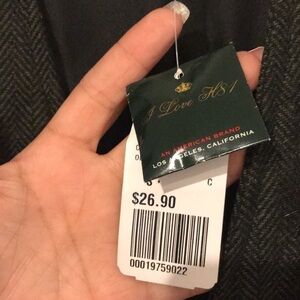 I Love H81
AN AMERICAN BRAND
LOS ANGELES, CALIFORNIA
C
$26.90
00019759022